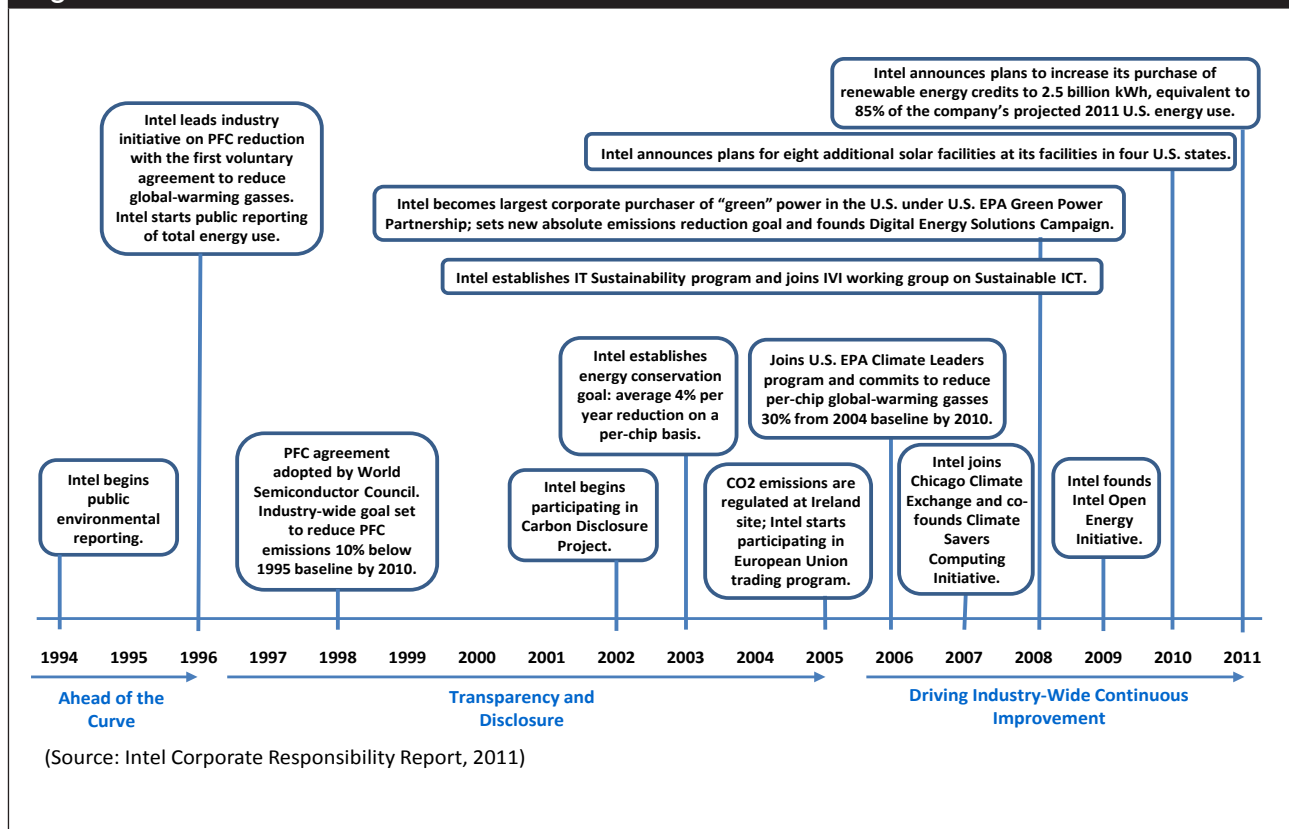 Intel announces plans to increase its purchase of
renewable energy credits to 2.5 billion kWh, equivalent to
85% of the company's projected 2011 U.S. energy use.
Intel leads industry
initiative on PFC reduction
with the first voluntary
agreement to reduce
global-warming gasses.
Intel starts public reporting
of total energy use.
Intel announces plans for eight additional solar facilities at its facilities in four U.S. states.
Intel becomes largest corporate purchaser of “green” power in the U.S. under U.S. EPA Green Power
Partnership; sets new absolute emissions reduction goal and founds Digital Energy Solutions Campaign.
Intel establishes IT Sustainability program and joins IVI working group on Sustainable ICT.
Intel establishes
energy conservation
goal: average 4% per
year reduction on a
per-chip basis.
Joins U.S. EPA Climate Leaders
program and commits to reduce
per-chip global-warming gasses
30% from 2004 baseline by 2010.
Intel begins
public
environmental
reporting.
PFC agreement
adopted by World
Semiconductor Council.
Industry-wide goal set
to reduce PFC
emissions 10% below
1995 baseline by 2010.
Intel begins
participating in
Carbon Disclosure
Project.
CO2 emissions are
regulated at Ireland
site; Intel starts
participating in
European Union
trading program.
Intel joins
Chicago Climate
Exchange and co-
founds Climate
Savers
Computing
Initiative.
Intel founds
Intel Open
Energy
Initiative.
1994 1995 1996 1997 1998 1999 2000 2001 2002 2003 2004 2005 2006 2007 2008 2009 2010 2011
Ahead of the
Curve
Transparency and
Disclosure
Driving Industry-Wide Continuous
Improvement
(Source: Intel Corporate Responsibility Report, 2011)